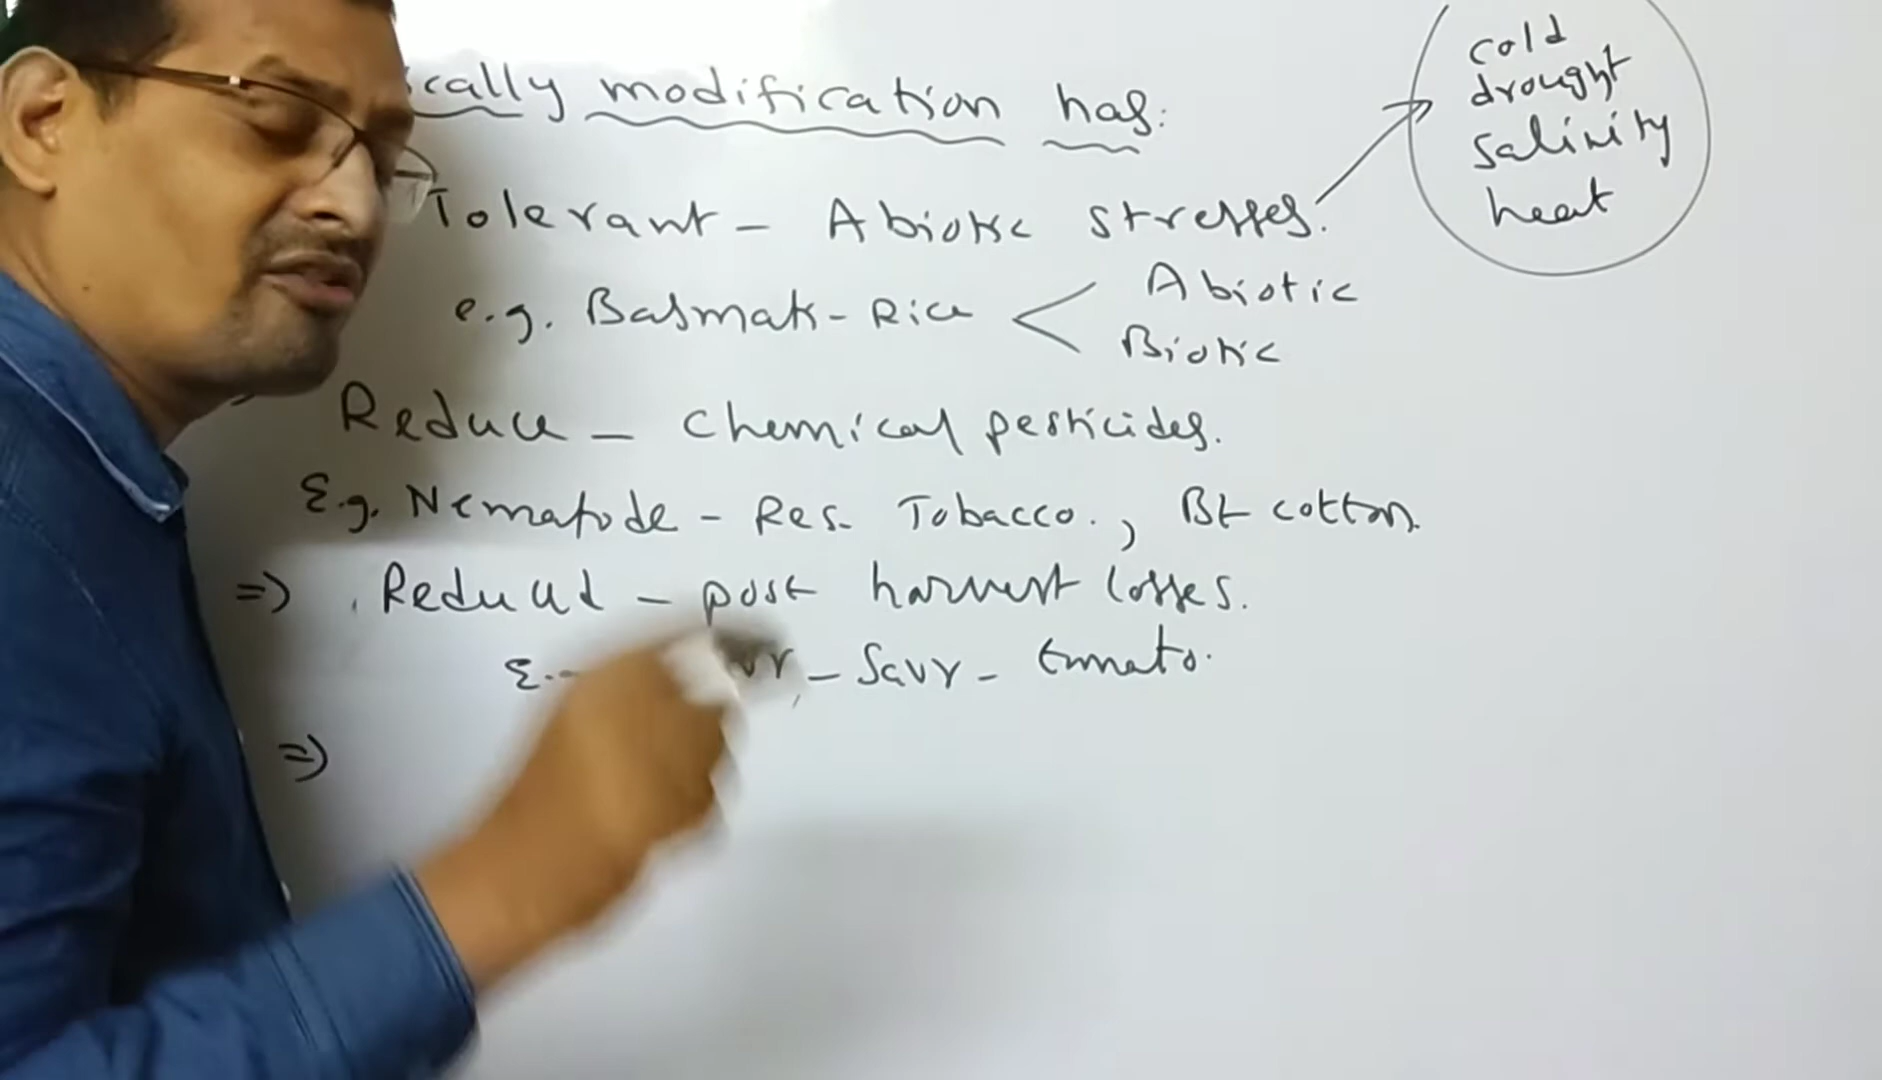 ically modification has:
Tolerant - Abiotic stresses.
cold
drought
salinity
heat
e.g. Basmati - Rice < Abiotic
Biotic
Reduce - chemical pesticides.
E.g. Nematode - Res. Tobacco., Bt cotton.
=> Reduced - post harvest losses.
- Savr - tomato.
=>